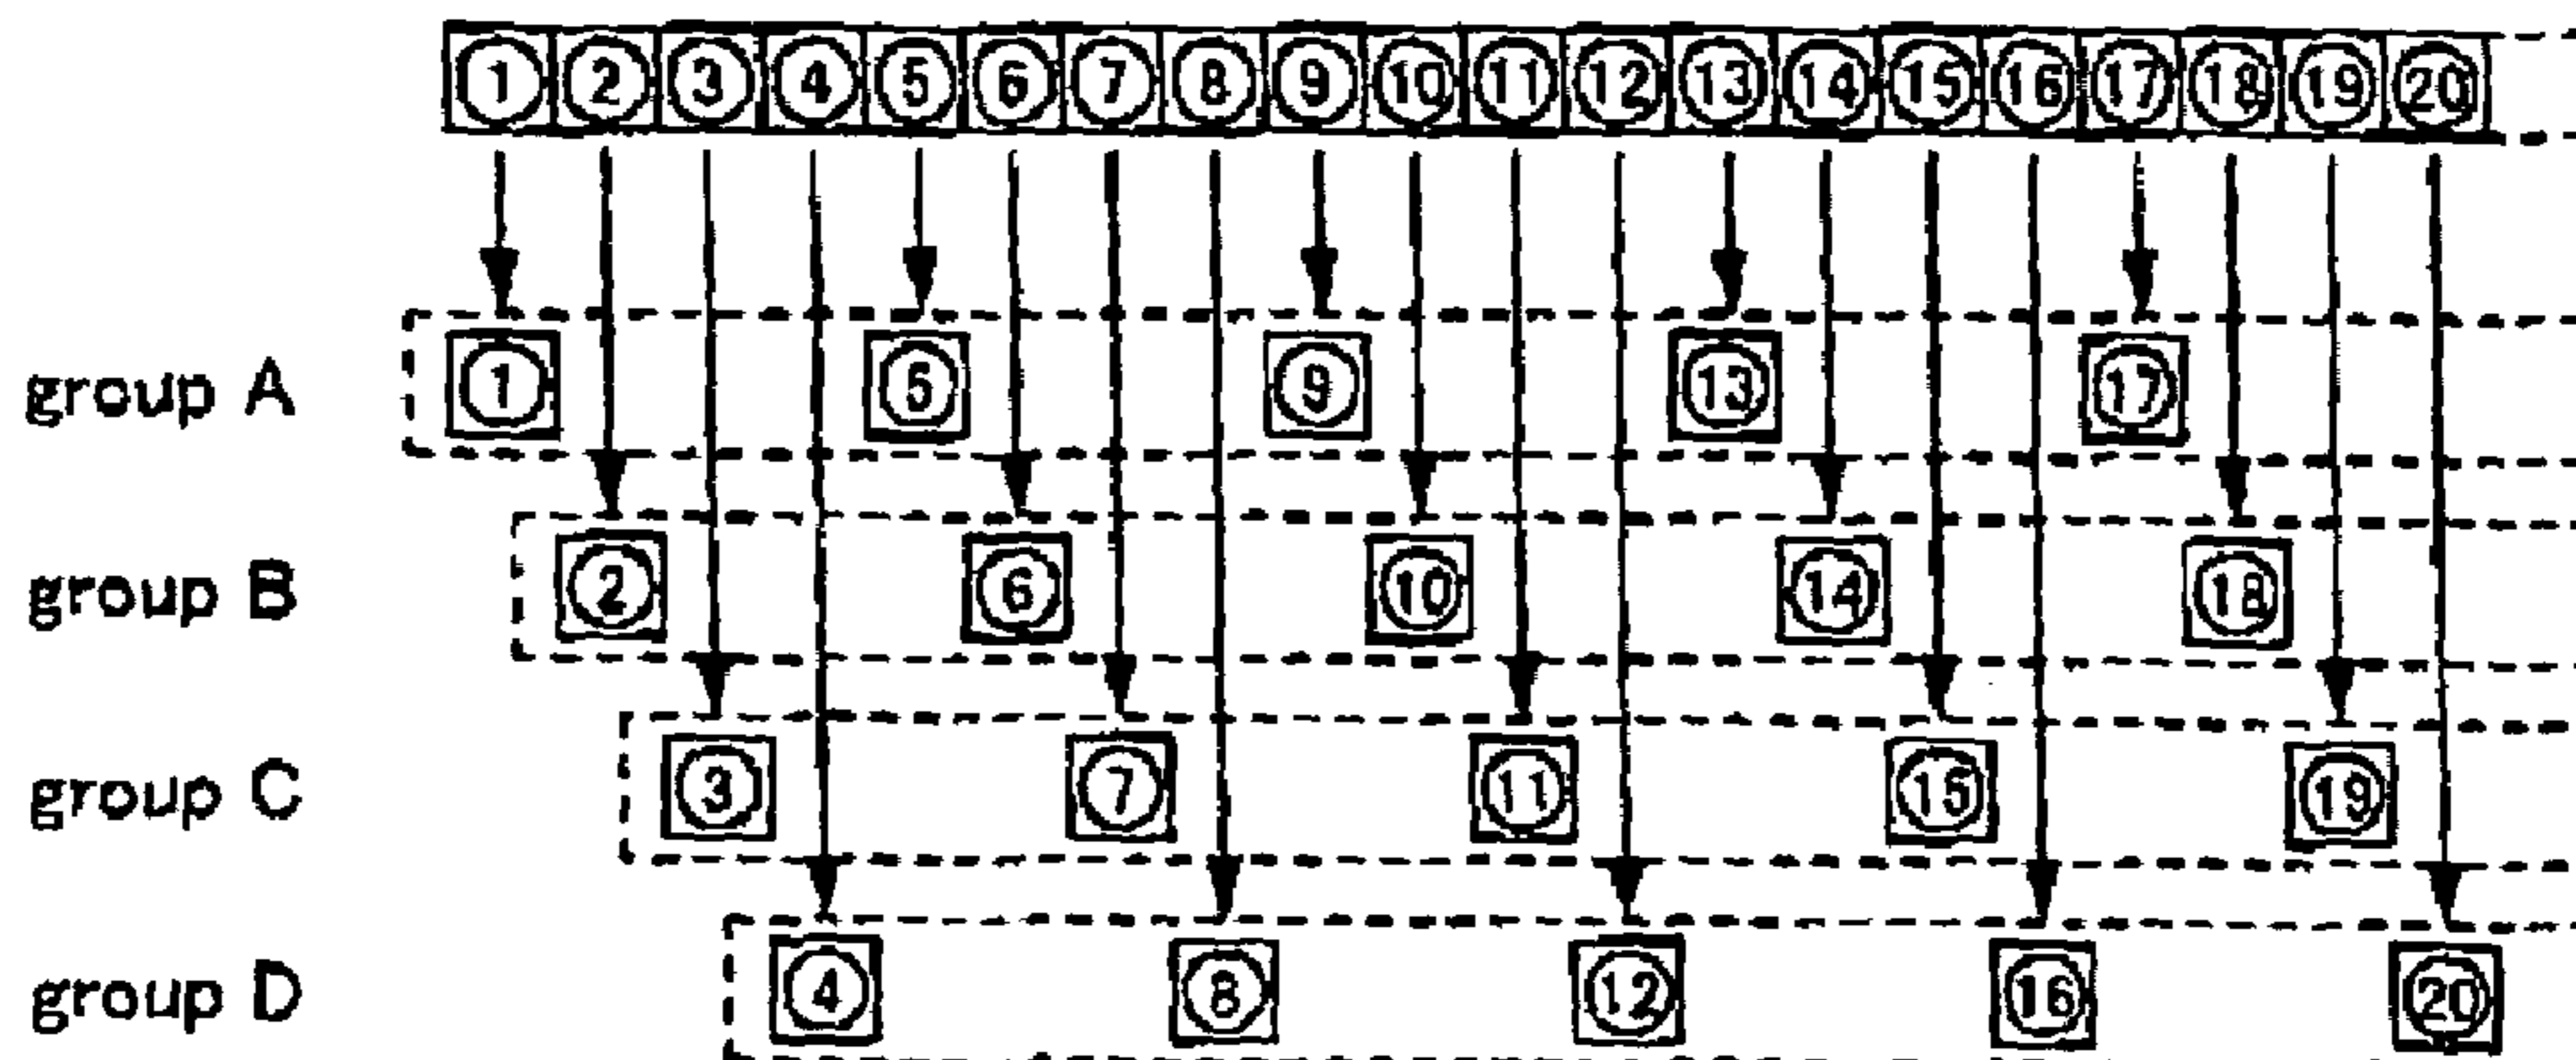 ① ② ③ ④ ⑤ ⑥ ⑦ ⑧ ⑨ ⑩ ⑪ ⑫ ⑬ ⑭ ⑮ ⑯ ⑰ ⑱ ⑲ ⑳
group A ① ⑤ ⑨ ⑬ ⑰
group B ② ⑥ ⑩ ⑭ ⑱
group C ③ ⑦ ⑪ ⑮ ⑲
group D ④ ⑧ ⑫ ⑯ ⑳